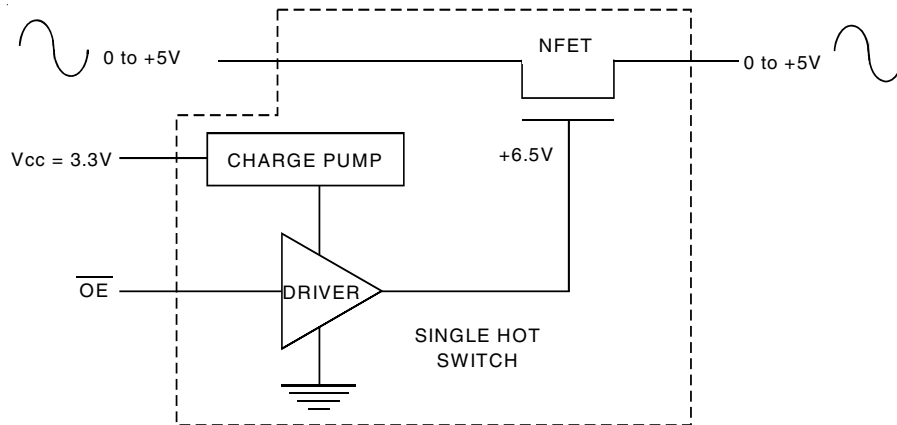 NFET
0 to +5V
0 to +5V
Vcc = 3.3V
CHARGE PUMP
+6.5V
OE
DRIVER
SINGLE HOT
SWITCH